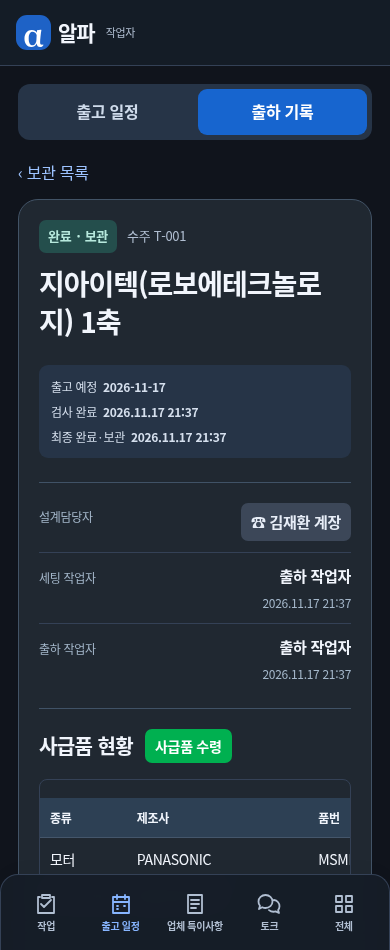 α 알파 작업자
출고 일정 출하 기록
‹ 보관 목록
완료 · 보관 수주 T-001
지아이텍(로보에테크놀로
지) 1축
출고 예정 2026-11-17
검사 완료 2026.11.17 21:37
최종 완료·보관 2026.11.17 21:37
설계담당자 ☎ 김재환 계장
세팅 작업자 출하 작업자
2026.11.17 21:37
출하 작업자 출하 작업자
2026.11.17 21:37
사급품 현황 사급품 수령
종류 제조사 품번
모터 PANASONIC MSM
작업 출고 일정 업체 특이사항 토크 전체